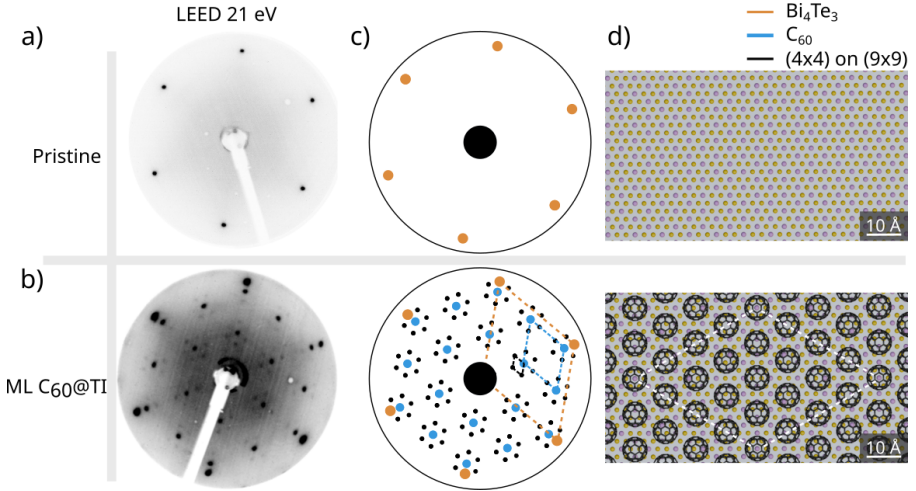 LEED 21 eV
a)
c)
d)
Bi₄Te₃
C₆₀
(4x4) on (9x9)
Pristine
10 Å
b)
ML C₆₀@TI
10 Å